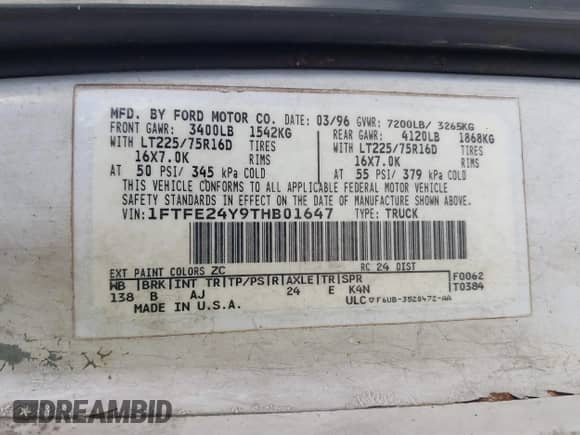 MFD. BY FORD MOTOR CO. DATE: 03/96 GVWR: 7200LB/ 3265KG
FRONT GAWR: 3400LB 1542KG REAR GAWR: 4120LB 1868KG
WITH LT225/75R16D TIRES WITH LT225/75R16D TIRES
16X7.0K RIMS 16X7.0K RIMS
AT 50 PSI/ 345 kPa COLD AT 55 PSI/ 379 kPa COLD
THIS VEHICLE CONFORMS TO ALL APPLICABLE FEDERAL MOTOR VEHICLE
SAFETY STANDARDS IN EFFECT ON THE DATE OF MANUFACTURE SHOWN ABOVE.
VIN: 1FTFE24Y9THB01647 TYPE: TRUCK
EXT PAINT COLORS ZC RC 24 DIST
WB BRK INT TR TP/PS R AXLE TR SPR F0062
138 B AJ 24 E K4N T0384
MADE IN U.S.A. ULC F6UB-3520472-AA
DREAMBID